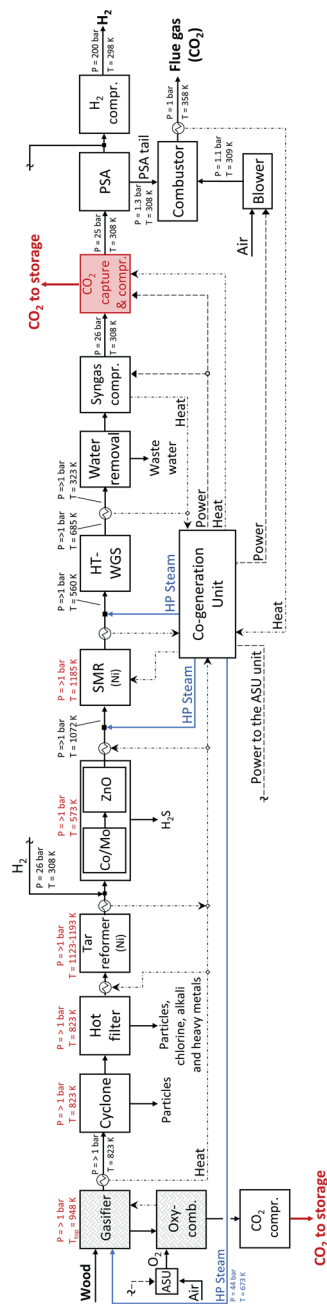 Wood
P => 1 bar
T_top = 948 K
Gasifier
Oxy-
comb.
O₂
ASU
Air
HP Steam
P = 44 bar
T = 673 K
CO₂
compr.
CO₂ to storage
P => 1 bar
T = 823 K
Heat
P = > 1 bar
T = 823 K
Cyclone
Particles
P = > 1 bar
T = 823 K
Hot
filter
Particles,
chlorine, alkali
and heavy metals
P = >1 bar
T = 1123-1193 K
Tar
reformer
(Ni)
H₂
P = 26 bar
T = 308 K
P = >1 bar
T = 573 K
Co/Mo
ZnO
H₂S
P =>1 bar
T = 1072 K
HP Steam
P = >1 bar
T = 1185K
SMR
(Ni)
HP Steam
P =>1 bar
T = 560 K
HT-
WGS
P =>1 bar
T = 685 K
P =>1 bar
T = 323 K
Water
removal
Waste
water
Syngas
compr.
Heat
P = 26 bar
T = 308 K
CO₂ to storage
CO₂
capture
& compr.
P = 25 bar
T = 308 K
PSA
P = 1.3 bar
T = 308 K
PSA tail
H₂
compr.
P = 200 bar
T = 298 K
H₂
Combustor
P = 1 bar
T = 358 K
Flue gas
(CO₂)
P = 1.1 bar
T = 309 K
Blower
Air
Co-generation
Unit
Power
Heat
Power
Heat
Power to the ASU unit